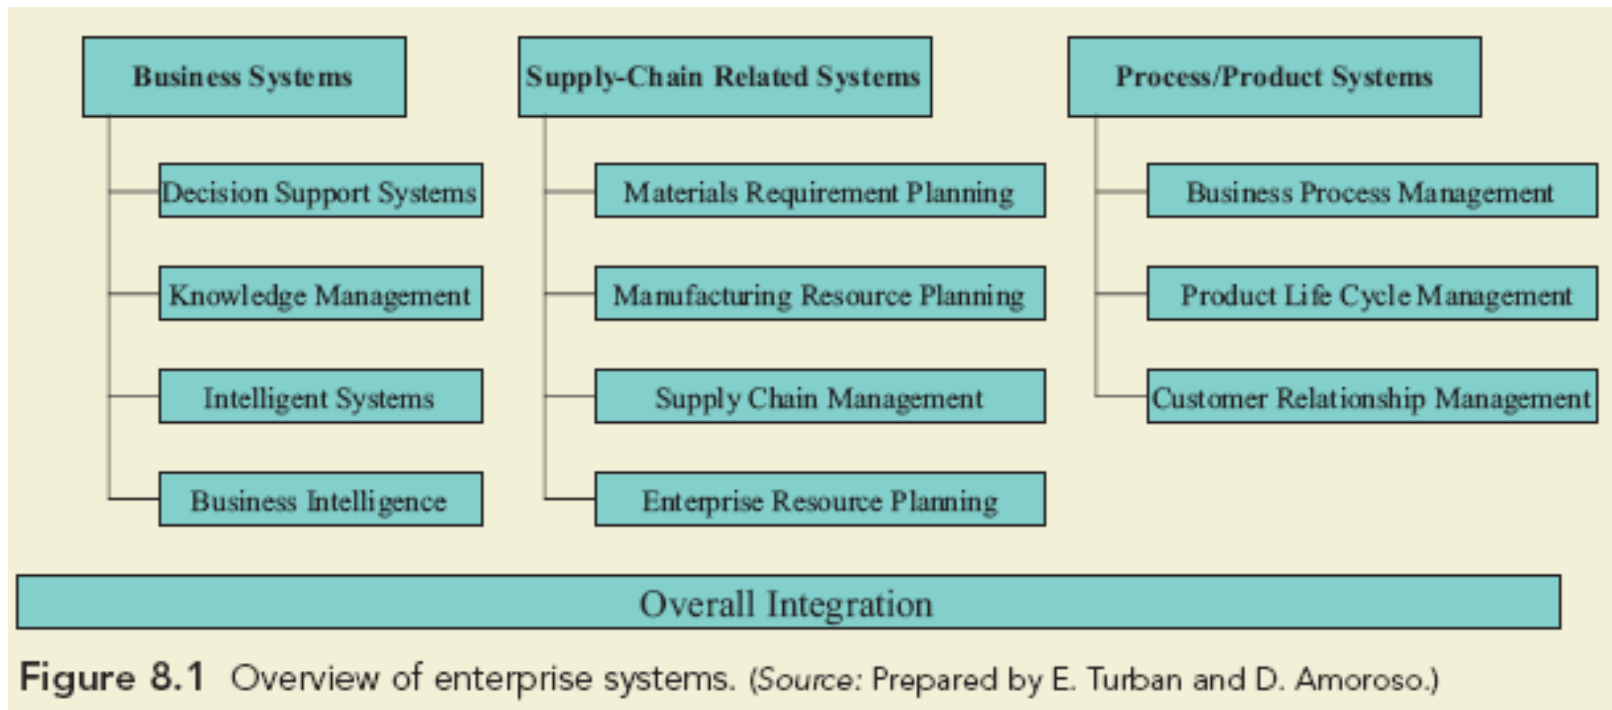 Business Systems
Decision Support Systems
Knowledge Management
Intelligent Systems
Business Intelligence
Supply-Chain Related Systems
Materials Requirement Planning
Manufacturing Resource Planning
Supply Chain Management
Enterprise Resource Planning
Process/Product Systems
Business Process Management
Product Life Cycle Management
Customer Relationship Management
Overall Integration
Figure 8.1 Overview of enterprise systems. (Source: Prepared by E. Turban and D. Amoroso.)